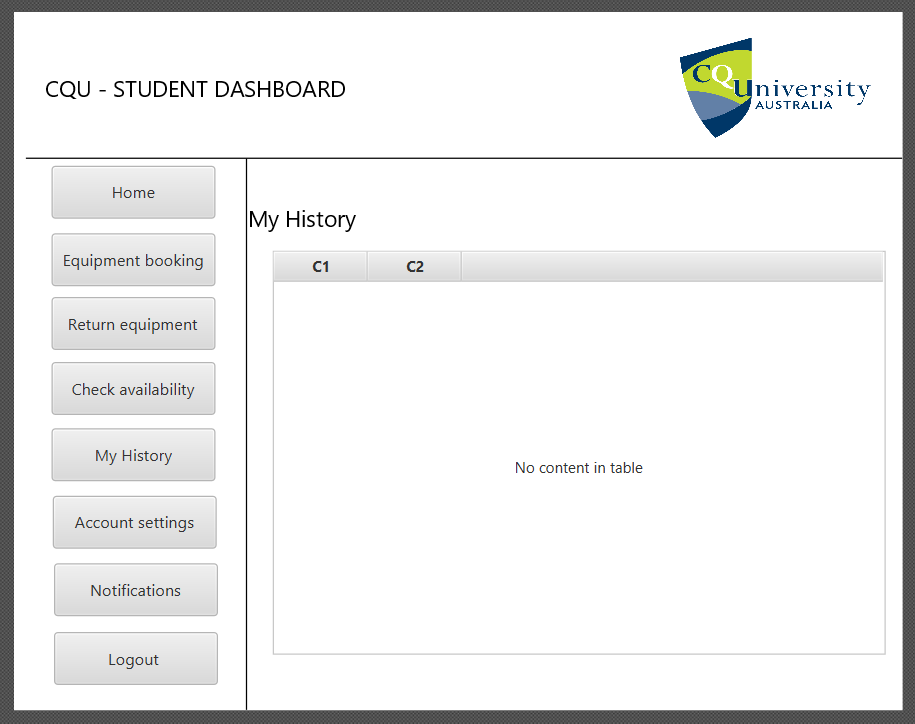 CQU - STUDENT DASHBOARD
CQUniversity
AUSTRALIA
Home
Equipment booking
Return equipment
Check availability
My History
Account settings
Notifications
Logout
My History
C1 C2
No content in table